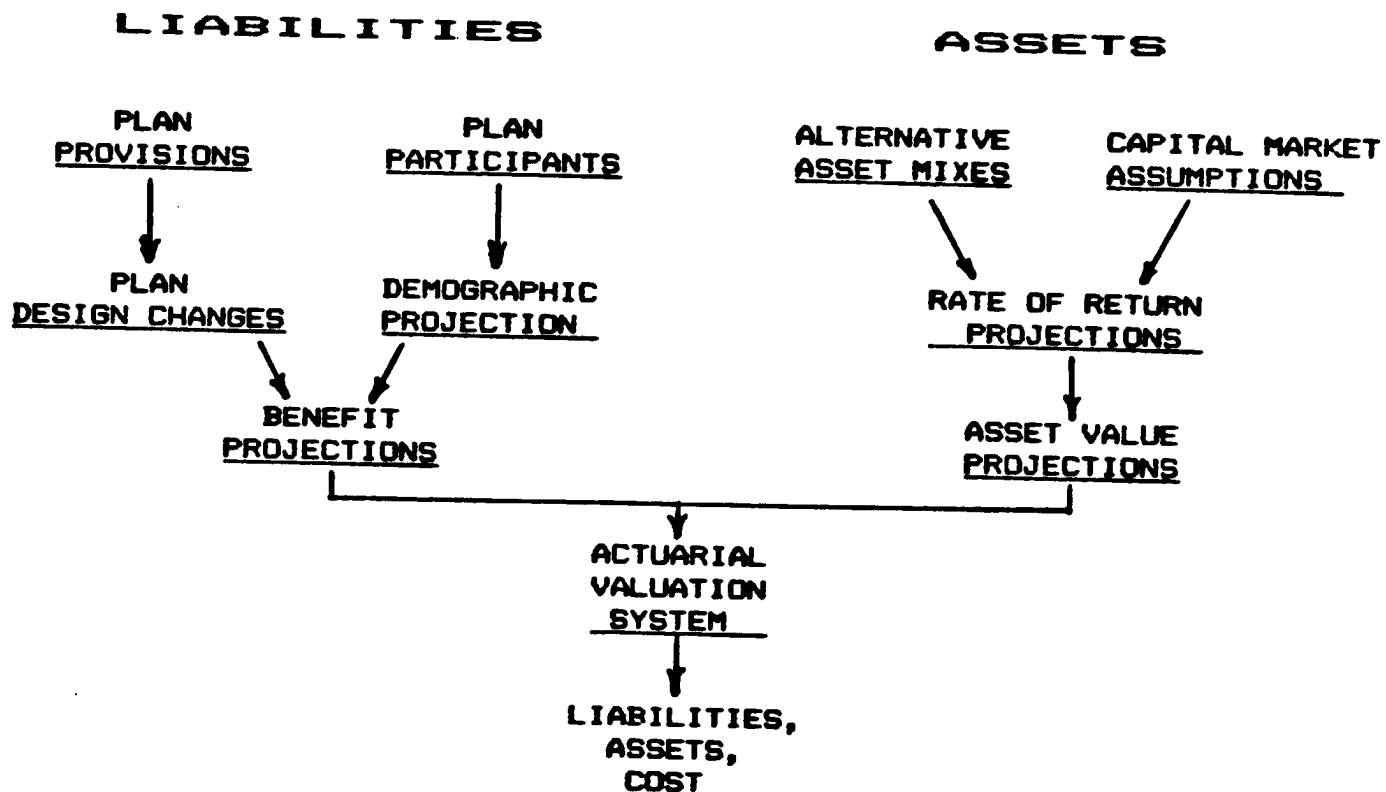 LIABILITIES
ASSETS
PLAN
PROVISIONS
PLAN
PARTICIPANTS
ALTERNATIVE
ASSET MIXES
CAPITAL MARKET
ASSUMPTIONS
PLAN
DESIGN CHANGES
DEMOGRAPHIC
PROJECTION
RATE OF RETURN
PROJECTIONS
BENEFIT
PROJECTIONS
ASSET VALUE
PROJECTIONS
ACTUARIAL
VALUATION
SYSTEM
LIABILITIES,
ASSETS,
COST